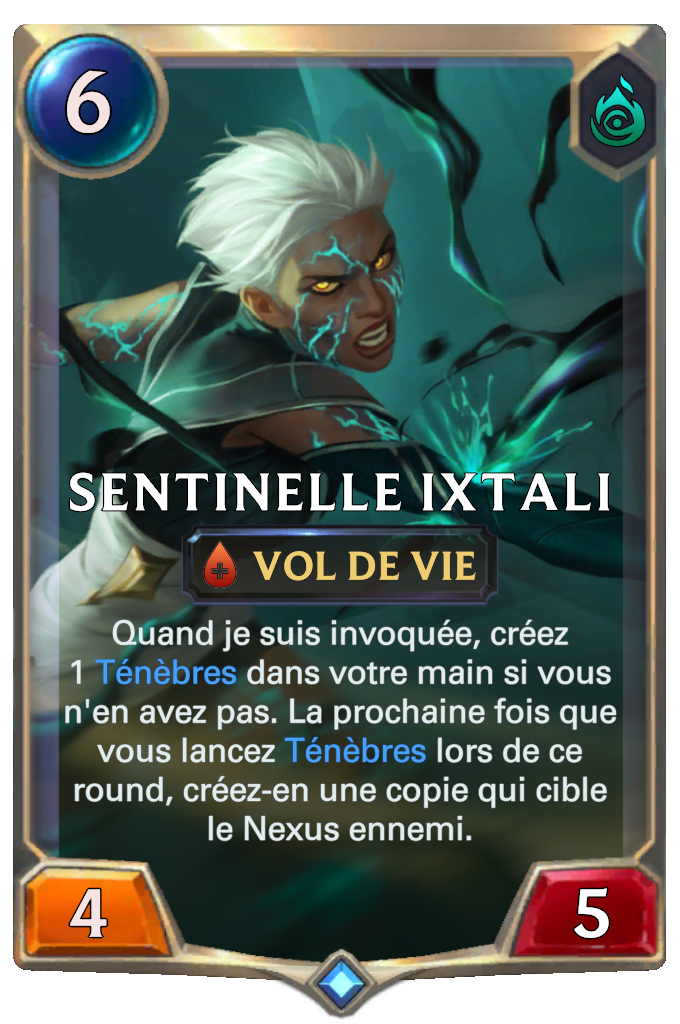 6
SENTINELLE IXTALI
VOL DE VIE
Quand je suis invoquée, créez
1 Ténèbres dans votre main si vous
n'en avez pas. La prochaine fois que
vous lancez Ténèbres lors de ce
round, créez-en une copie qui cible
le Nexus ennemi.
4
5